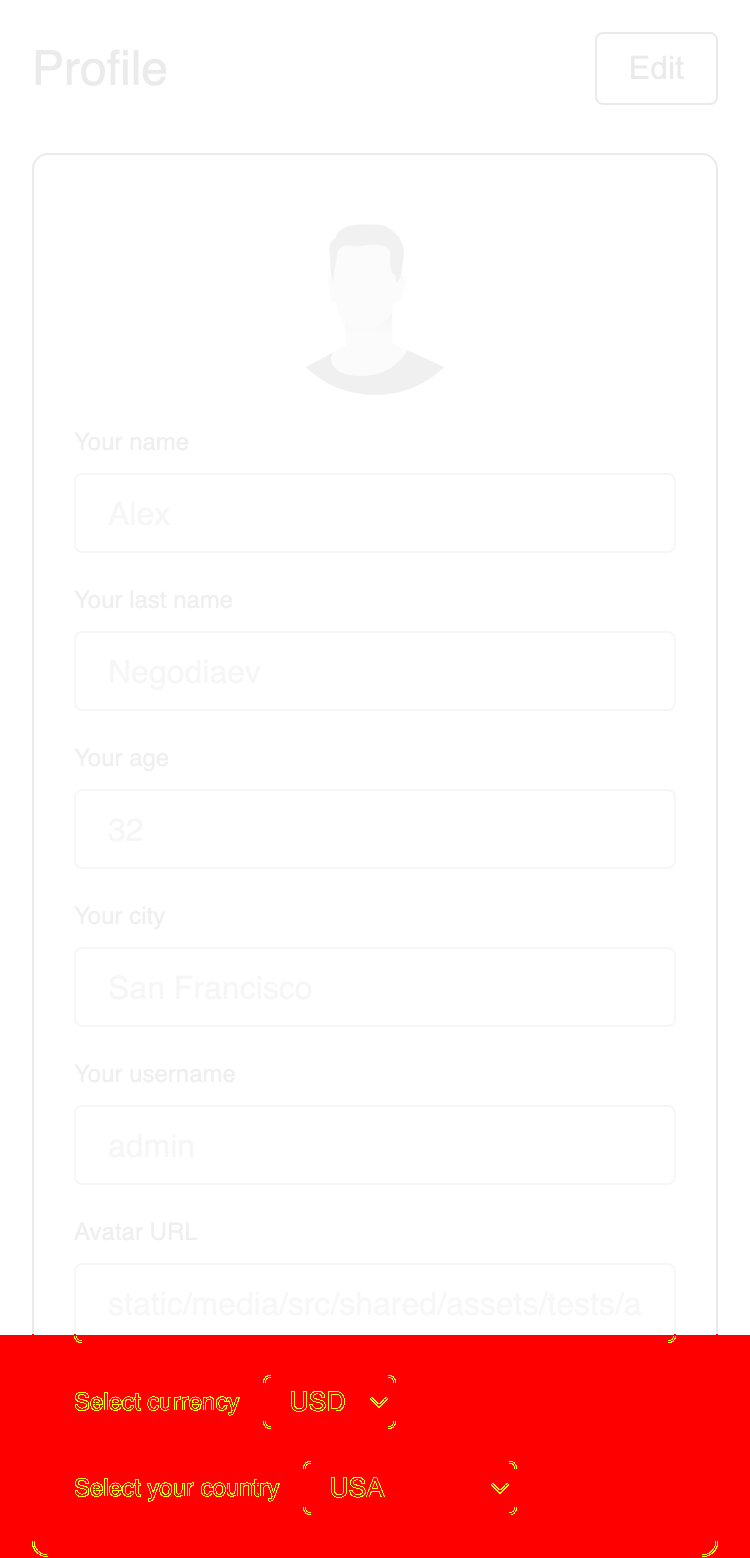 Profile
Edit
Your name
Alex
Your last name
Negodiaev
Your age
32
Your city
San Francisco
Your username
admin
Avatar URL
static/media/src/shared/assets/tests/a
Select currency USD
Select your country USA